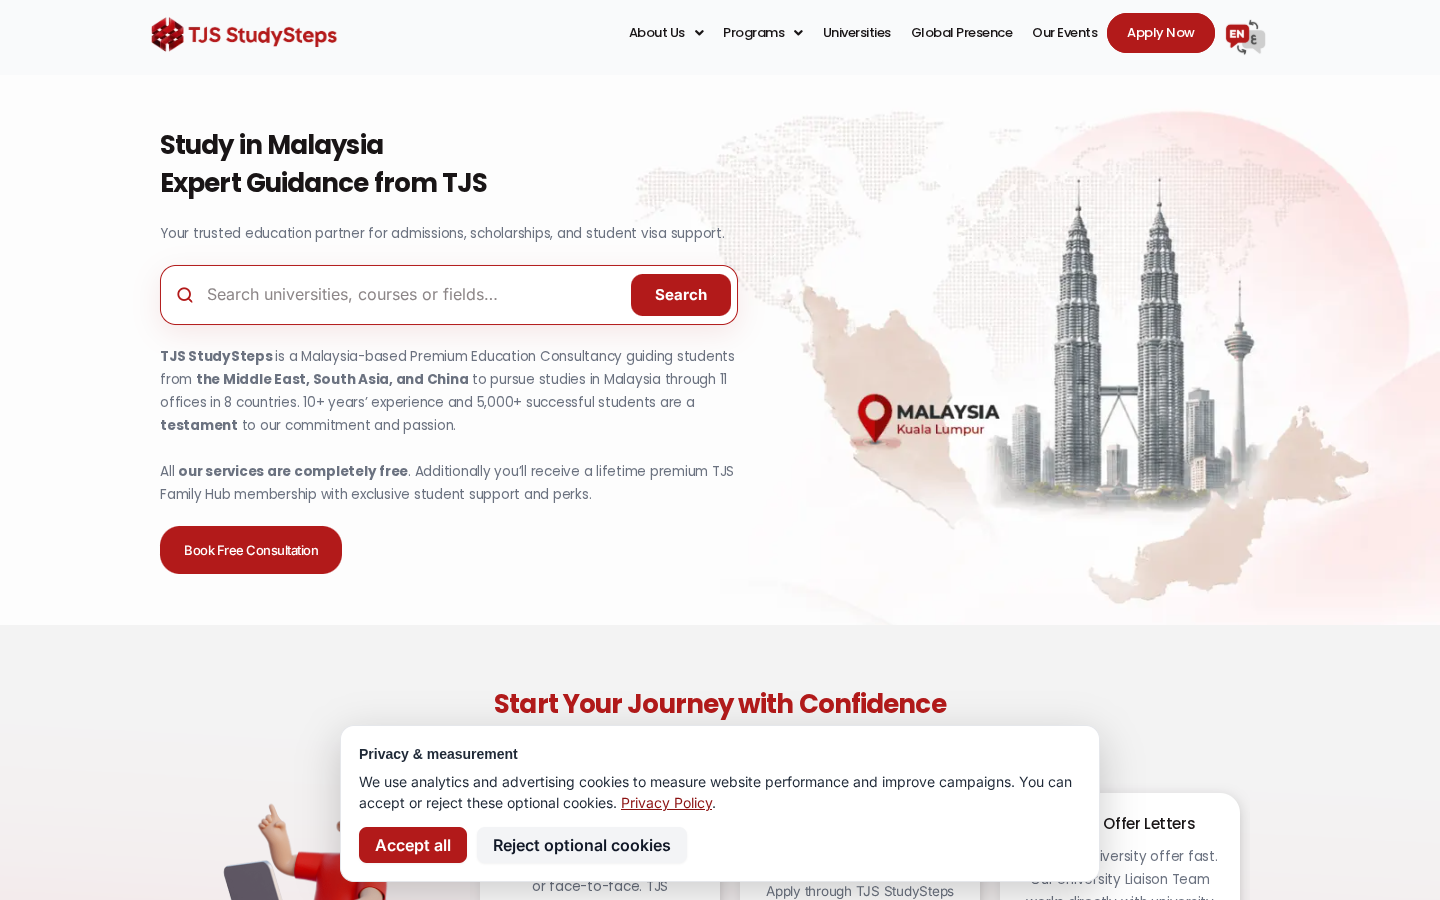 TJS StudySteps
About Us
Programs
Universities
Global Presence
Our Events
Apply Now
EN
ع
Study in Malaysia
Expert Guidance from TJS
Your trusted education partner for admissions, scholarships, and student visa support.
Search universities, courses or fields...
Search
TJS StudySteps is a Malaysia-based Premium Education Consultancy guiding students
from the Middle East, South Asia, and China to pursue studies in Malaysia through 11
offices in 8 countries. 10+ years’ experience and 5,000+ successful students are a
testament to our commitment and passion.
All our services are completely free. Additionally you’ll receive a lifetime premium TJS
Family Hub membership with exclusive student support and perks.
Book Free Consultation
MALAYSIA
Kuala Lumpur
Start Your Journey with Confidence
Privacy & measurement
We use analytics and advertising cookies to measure website performance and improve campaigns. You can
accept or reject these optional cookies. Privacy Policy.
Accept all
Reject optional cookies
or face-to-face. TJS
Apply through TJS StudySteps
Offer Letters
offer fast.
Liaison Team